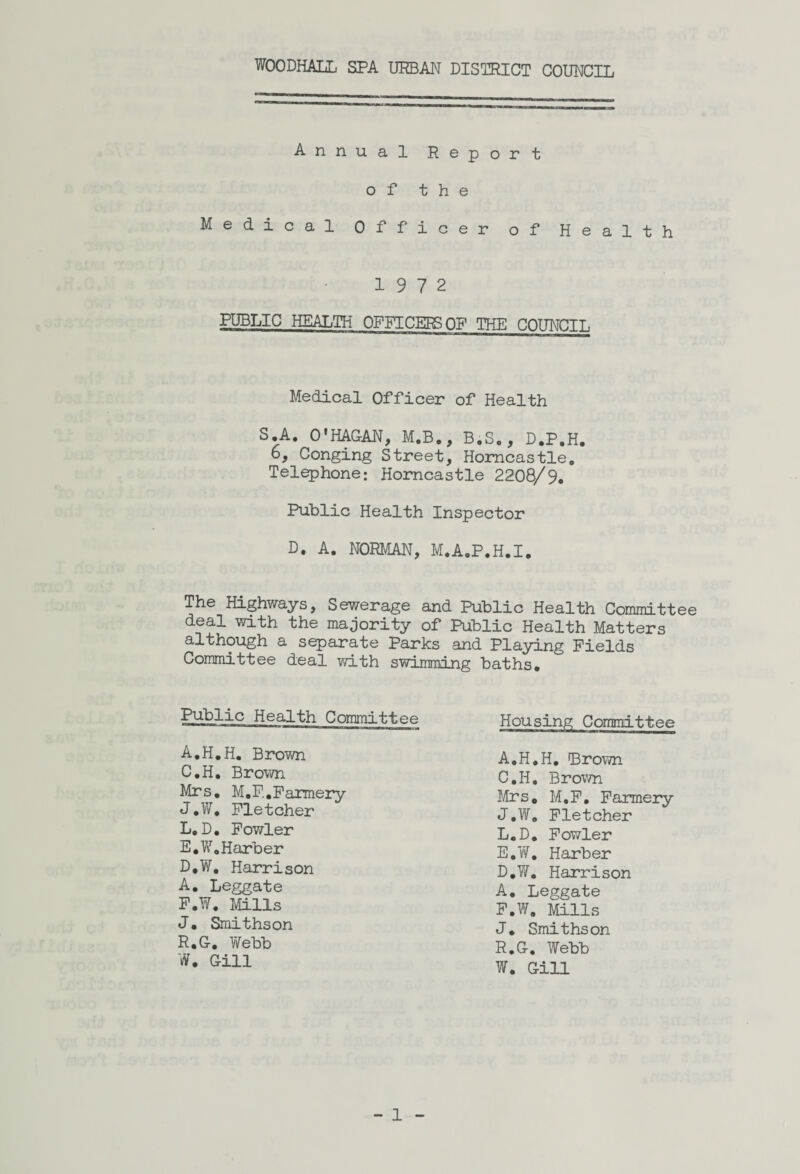 WOODHALL SPA URBAN DISTRICT COUNCIL
Annual Report
of the
Medical Officer of Health
1972
PUBLIC HEALTH OFFICERS OF THE COUNCIL
Medical Officer of Health
S.A. O'HAGAN, M.B., B.S., D.P.H.
6, Conging Street, Horncastle.
Telephone: Horncastle 2208/9.
Public Health Inspector
D. A. NORMAN, M.A.P.H.I.
The Highways, Sewerage and Public Health Committee
deal with the majority of Public Health Matters
although a separate Parks and Playing Fields
Committee deal with swimming baths.
Public Health Committee
A.H.H. Brown
C.H. Brown
Mrs. M.F.Farmery
J.W. Fletcher
L.D. Fowler
E.W.Harber
D.W. Harrison
A. Leggate
F.W. Mills
J. Smithson
R.G. Webb
W. Gill
Housing Committee
A.H.H. Brown
C.H. Brown
Mrs. M.F. Farmery
J.W. Fletcher
L.D. Fowler
E.W. Harber
D.W. Harrison
A. Leggate
F.W. Mills
J. Smithson
R.G. Webb
W. Gill
- 1 -